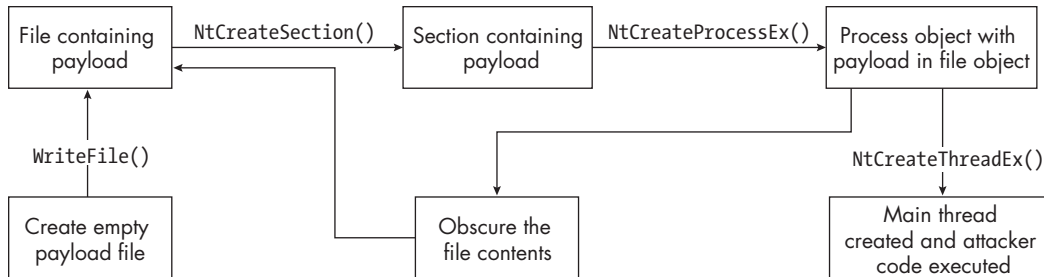 File containing
payload
NtCreateSection()
Section containing
payload
NtCreateProcessEx()
Process object with
payload in file object
WriteFile()
NtCreateThreadEx()
Create empty
payload file
Obscure the
file contents
Main thread
created and attacker
code executed